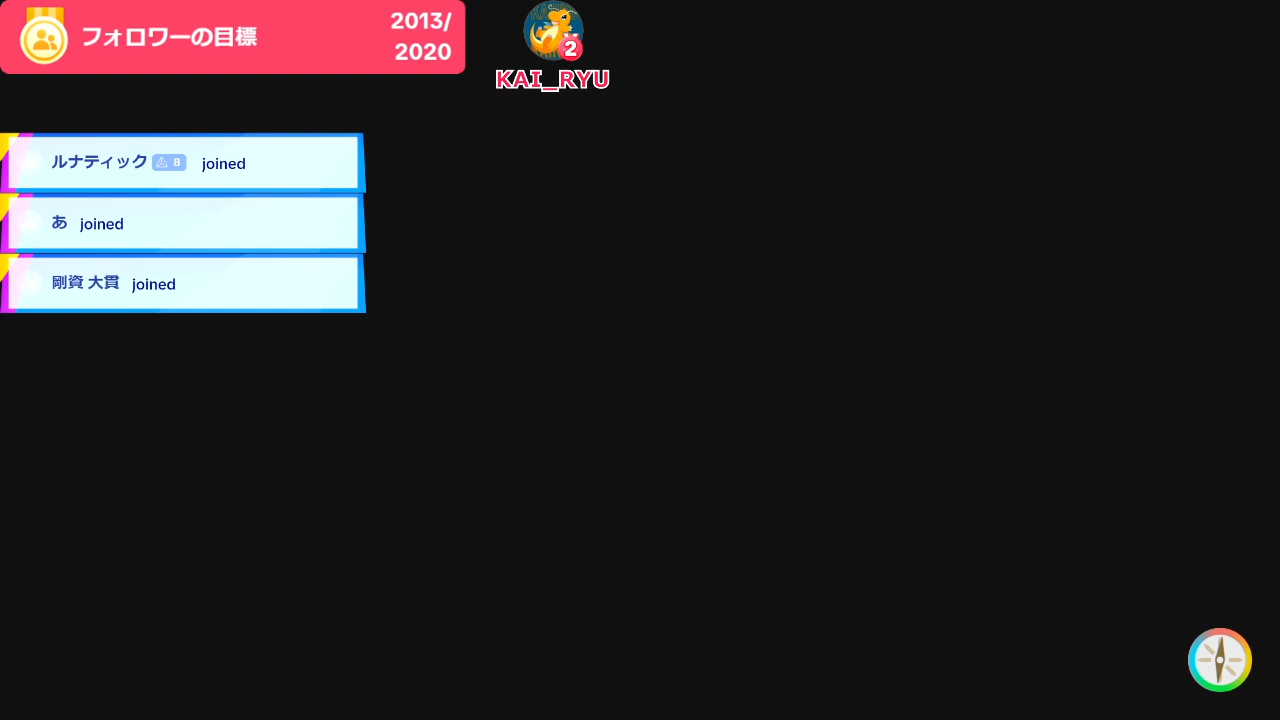 フォロワーの目標
2013/
2020
2
KAI_RYU
ルナティック 8 joined
あ joined
剛資 大貫 joined